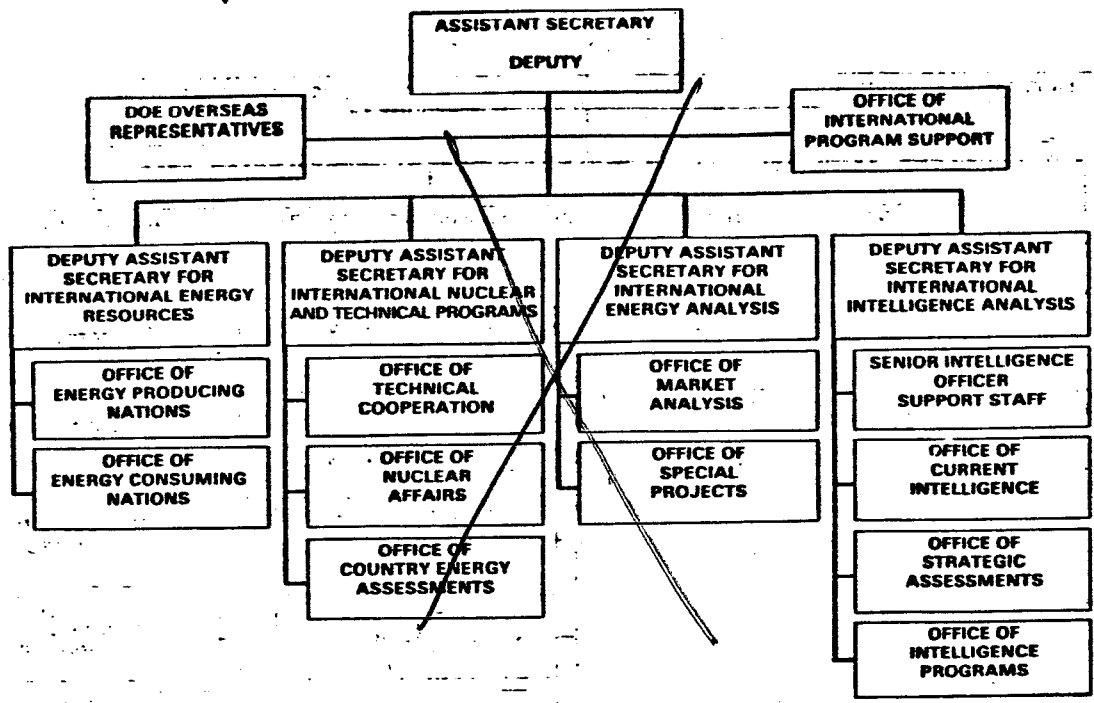 ASSISTANT SECRETARY
DEPUTY
DOE OVERSEAS
REPRESENTATIVES
OFFICE OF
INTERNATIONAL
PROGRAM SUPPORT
DEPUTY ASSISTANT
SECRETARY FOR
INTERNATIONAL ENERGY
RESOURCES
OFFICE OF
ENERGY PRODUCING
NATIONS
OFFICE OF
ENERGY CONSUMING
NATIONS
DEPUTY ASSISTANT
SECRETARY FOR
INTERNATIONAL NUCLEAR
AND TECHNICAL PROGRAMS
OFFICE OF
TECHNICAL
COOPERATION
OFFICE OF
NUCLEAR
AFFAIRS
OFFICE OF
COUNTRY ENERGY
ASSESSMENTS
DEPUTY ASSISTANT
SECRETARY FOR
INTERNATIONAL
ENERGY ANALYSIS
OFFICE OF
MARKET
ANALYSIS
OFFICE OF
SPECIAL
PROJECTS
DEPUTY ASSISTANT
SECRETARY FOR
INTERNATIONAL
INTELLIGENCE ANALYSIS
SENIOR INTELLIGENCE
OFFICER
SUPPORT STAFF
OFFICE OF
CURRENT
INTELLIGENCE
OFFICE OF
STRATEGIC
ASSESSMENTS
OFFICE OF
INTELLIGENCE
PROGRAMS